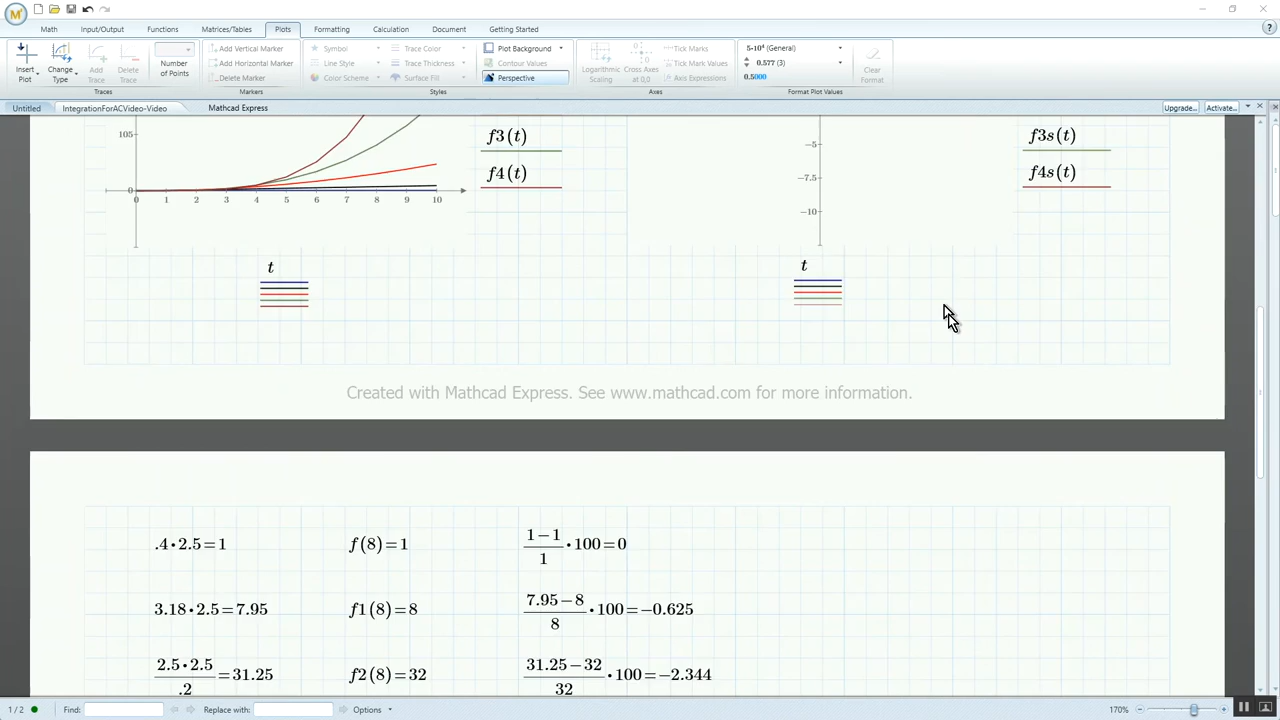 Math Input/Output Functions Matrices/Tables Plots Formatting Calculation Document Getting Started
Insert Plot
Change Type
Add Trace
Delete Trace
Traces
Number of Points
Add Vertical Marker
Add Horizontal Marker
Delete Marker
Markers
Symbol
Line Style
Color Scheme
Trace Color
Trace Thickness
Surface Fill
Styles
Plot Background
Contour Values
Perspective
Logarithmic Scaling
Cross Axes at 0,0
Tick Marks
Tick Mark Values
Axis Expressions
Axes
5•10⁴ (General)
0.577 (3)
0.5000
Format Plot Values
Clear Format
Untitled IntegrationForACVideo-Video Mathcad Express Upgrade... Activate...
105
0
0 1 2 3 4 5 6 7 8 9 10
f3(t)
f4(t)
t
-5
-7.5
-10
f3s(t)
f4s(t)
t
Created with Mathcad Express. See www.mathcad.com for more information.
.4•2.5=1 f(8)=1 (1−1)/1•100=0
3.18•2.5=7.95 f1(8)=8 (7.95−8)/8•100=−0.625
(2.5•2.5)/.2=31.25 f2(8)=32 (31.25−32)/32•100=−2.344
1 / 2 Find: Replace with: Options 170%